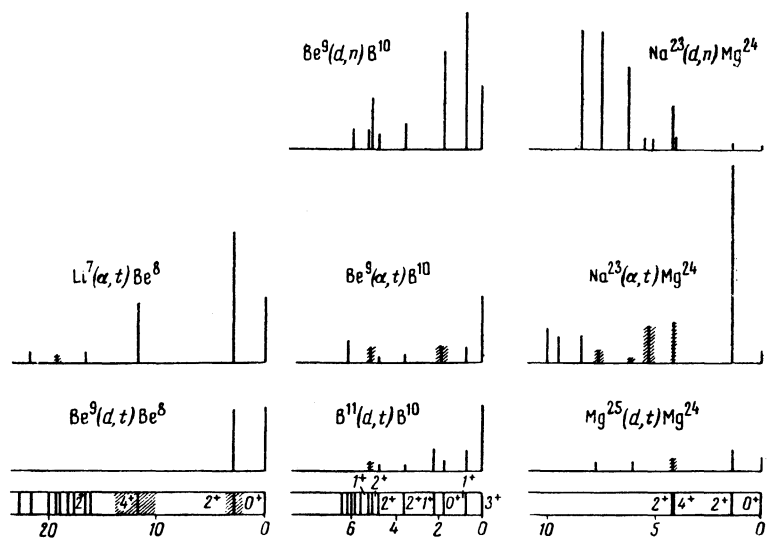 Be⁹(d,n)B¹⁰
Na²³(d,n)Mg²⁴
Li⁷(α,t)Be⁸
Be⁹(α,t)B¹⁰
Na²³(α,t)Mg²⁴
Be⁹(d,t)Be⁸
B¹¹(d,t)B¹⁰
Mg²⁵(d,t)Mg²⁴
1⁺ 2⁺ 1⁺
2⁺ 4⁺ 2⁺ 0⁺ 2⁺ 2⁺1⁺ 0⁺ 3⁺ 2⁺ 4⁺ 2⁺ 0⁺
20 10 0 6 4 2 0 10 5 0